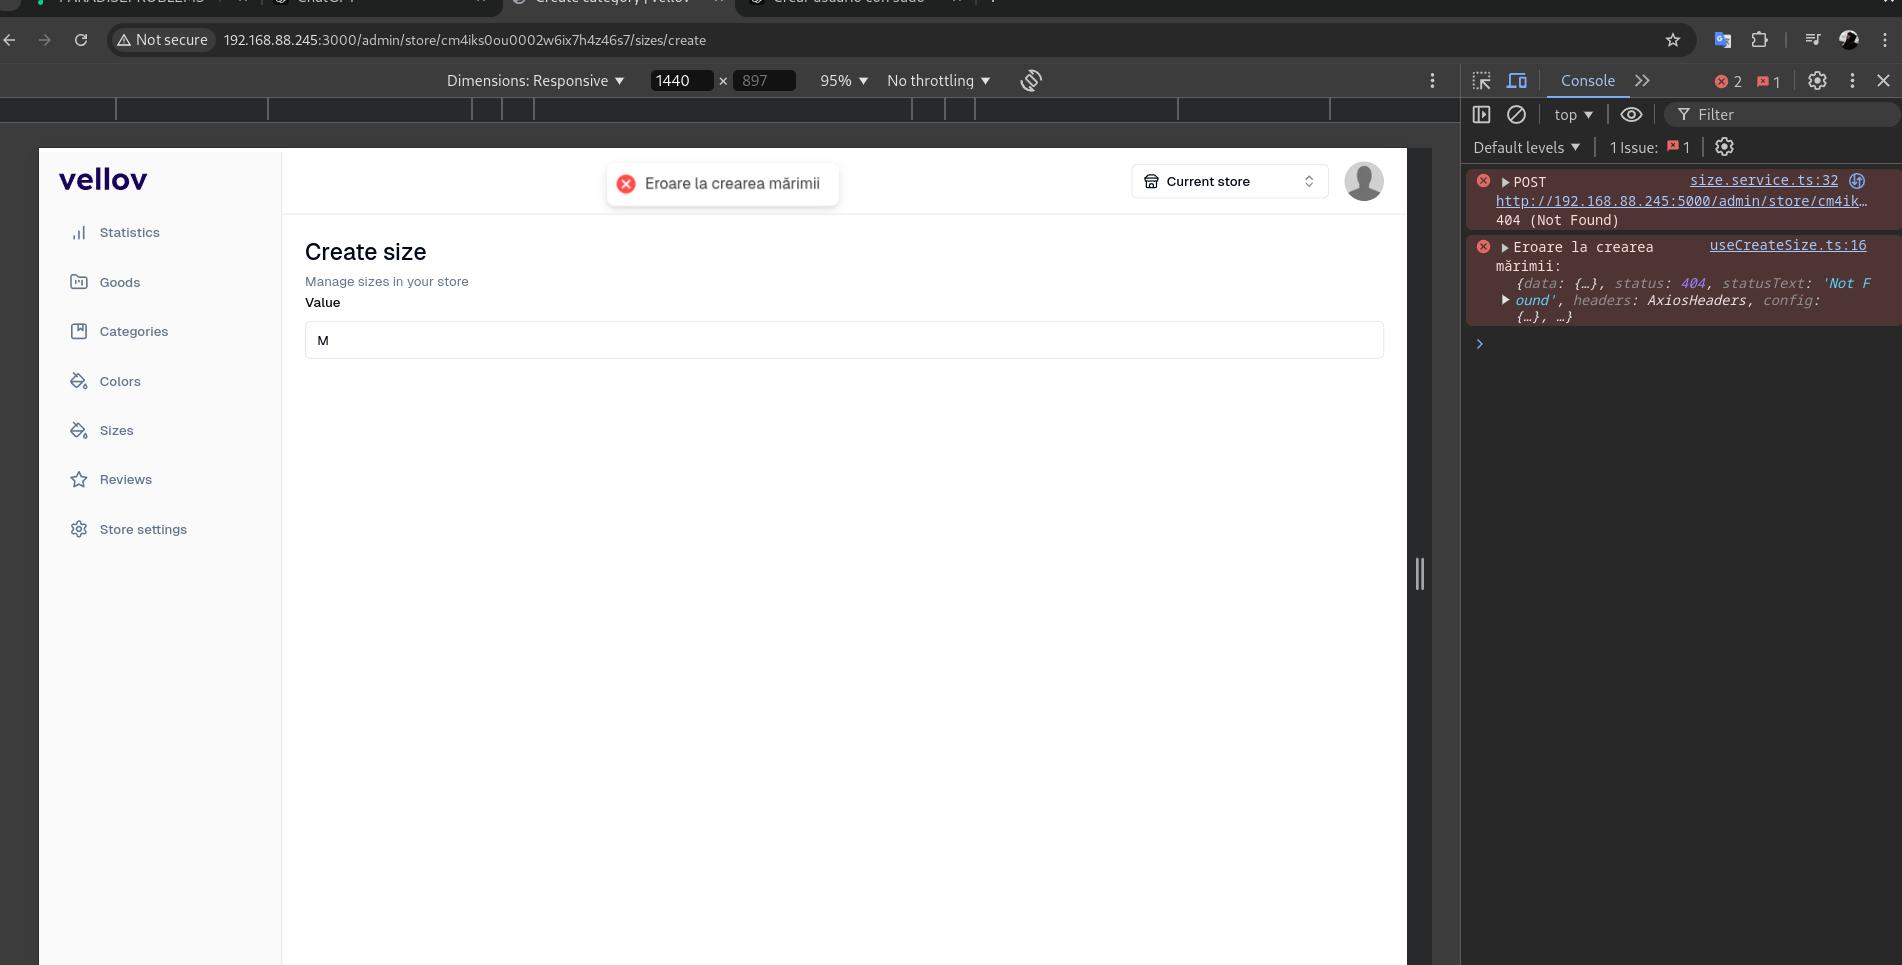 Not secure
192.168.88.245:3000/admin/store/cm4iks0ou0002w6ix7h4z46s7/sizes/create
Dimensions: Responsive ▼ 1440 × 897 95% ▼ No throttling ▼
Console 2 1
top ▼ Filter
Default levels ▼ 1 Issue: 1
vellov
Statistics
Goods
Categories
Colors
Sizes
Reviews
Store settings
Eroare la crearea mărimii
Current store
Create size
Manage sizes in your store
Value
M
POST size.service.ts:32
http://192.168.88.245:5000/admin/store/cm4ik…
404 (Not Found)
Eroare la crearea useCreateSize.ts:16
mărimii:
{data: {…}, status: 404, statusText: 'Not F
ound', headers: AxiosHeaders, config:
{…}, …}